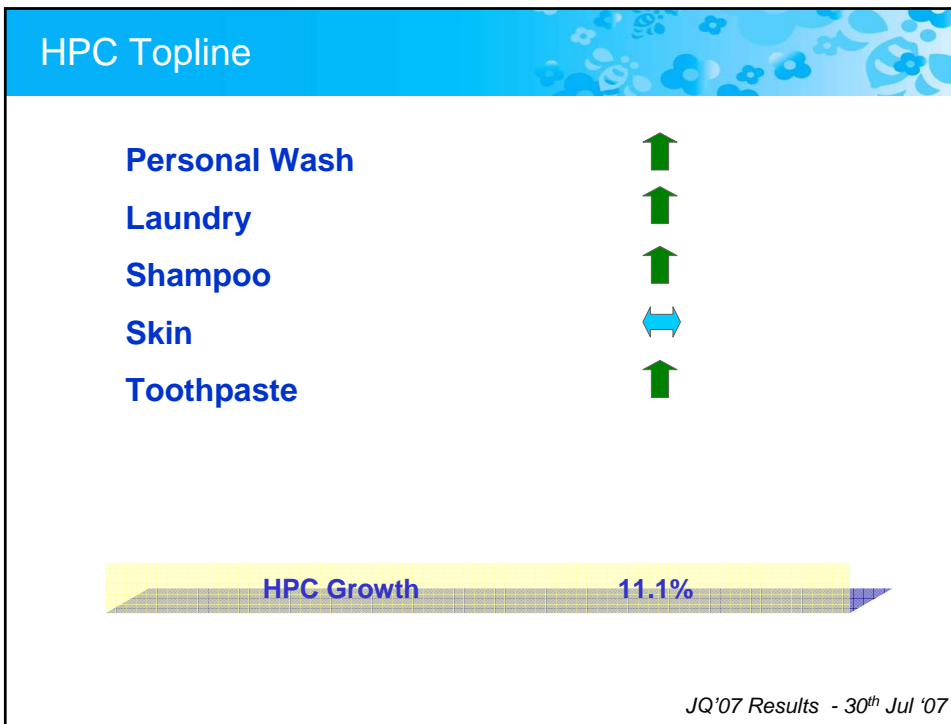 HPC Topline
Personal Wash
Laundry
Shampoo
Skin
Toothpaste
HPC Growth 11.1%
JQ'07 Results - 30th Jul ‘07